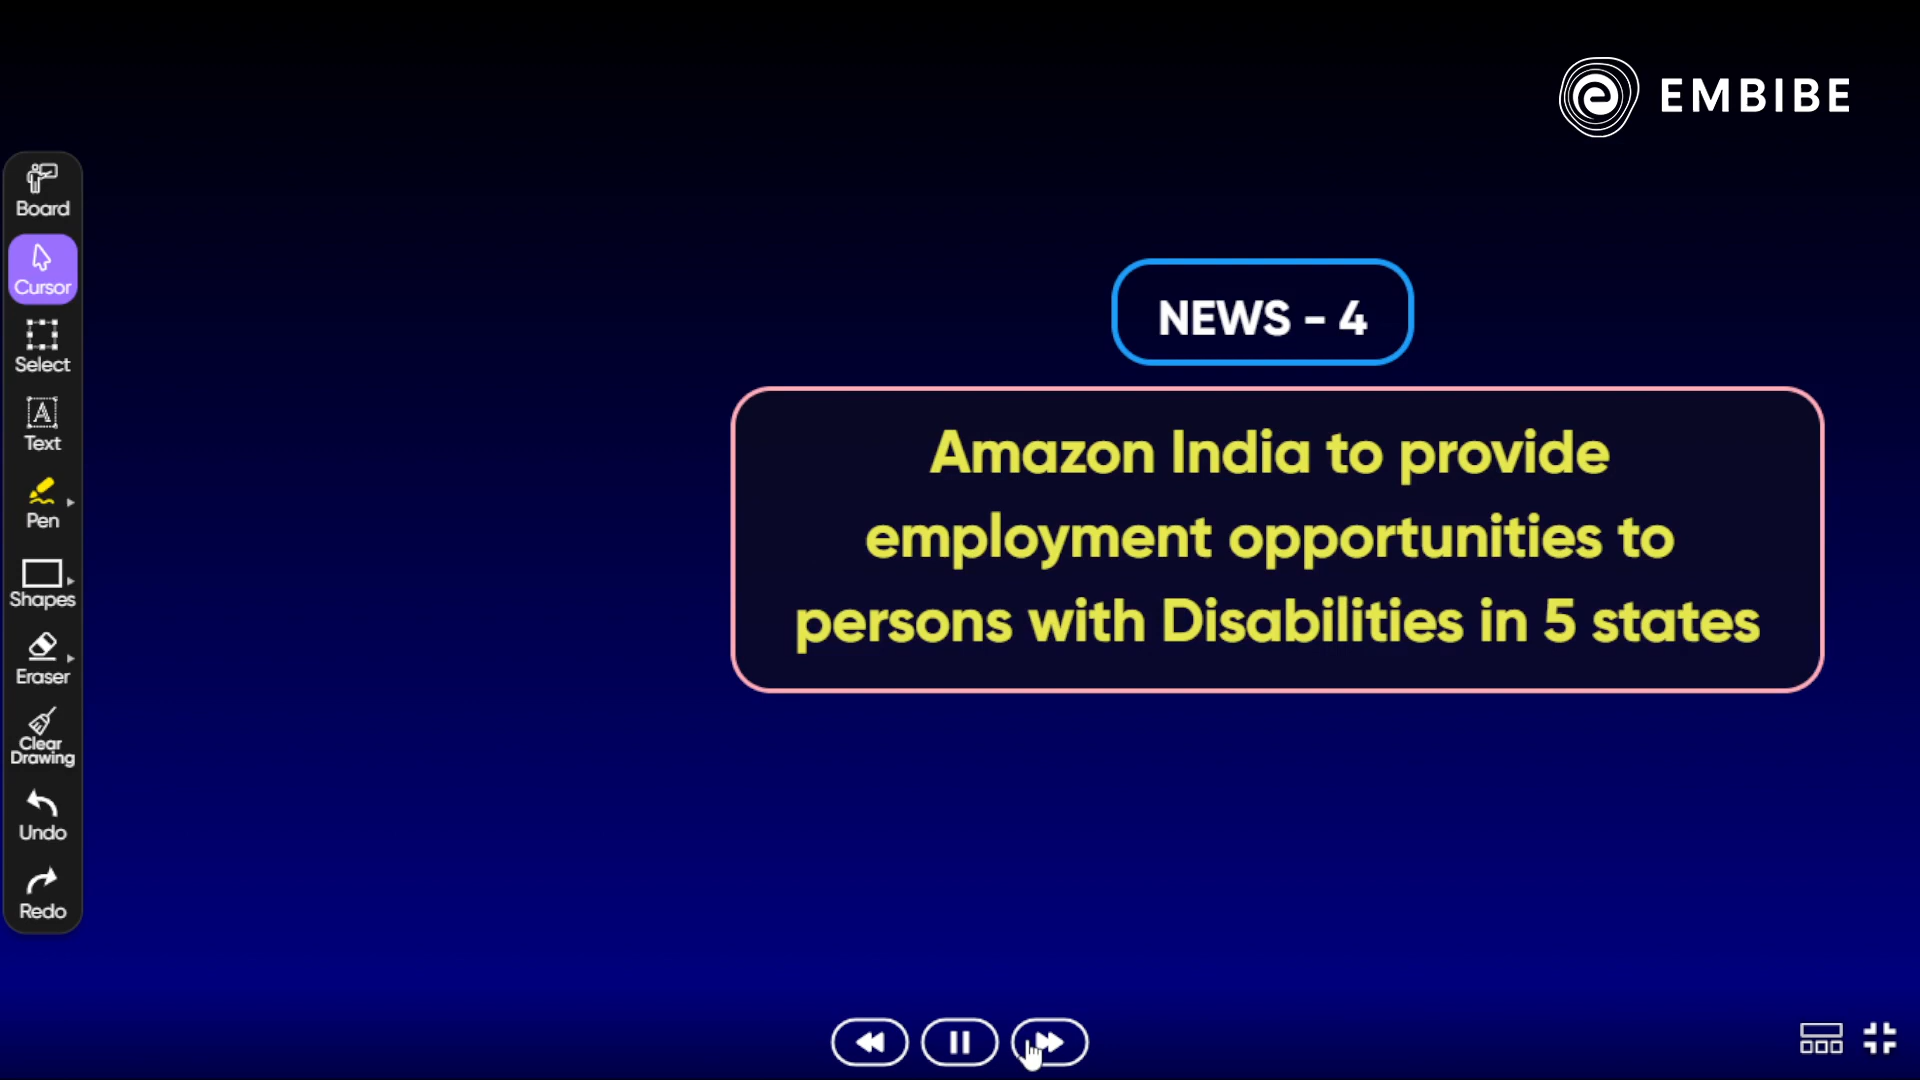 EMBIBE
Board
Cursor
Select
Text
Pen
Shapes
Eraser
Clear
Drawing
Undo
Redo
NEWS - 4
Amazon India to provide
employment opportunities to
persons with Disabilities in 5 states